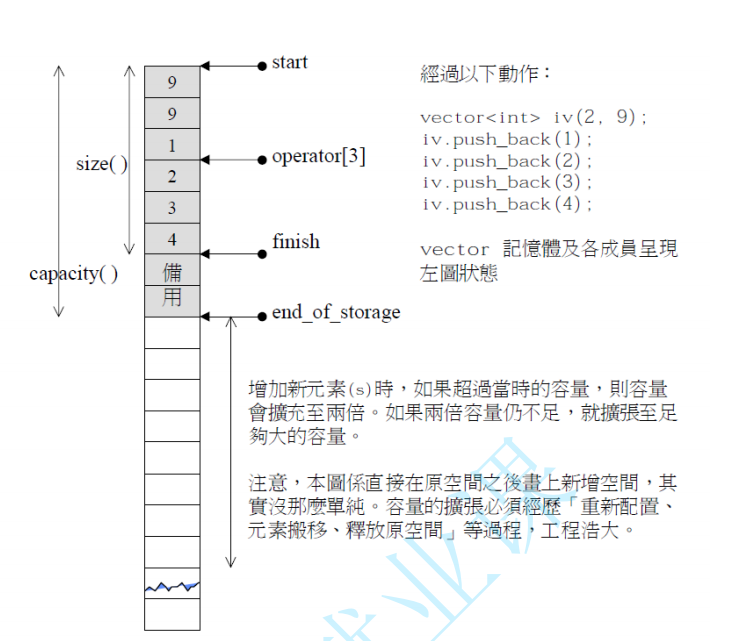 start
9
經過以下動作：
9
vector<int> iv(2, 9);
iv.push_back(1);
iv.push_back(2);
iv.push_back(3);
iv.push_back(4);
1
size( )
operator[3]
2
3
4
finish
vector 記憶體及各成員呈現
左圖狀態
capacity( )
備
用
end_of_storage
增加新元素(s)時，如果超過當時的容量，則容量
會擴充至兩倍。如果兩倍容量仍不足，就擴張至足
夠大的容量。
注意，本圖係直接在原空間之後畫上新增空間，其
實沒那麼單純。容量的擴張必須經歷「重新配置、
元素搬移、釋放原空間」等過程，工程浩大。